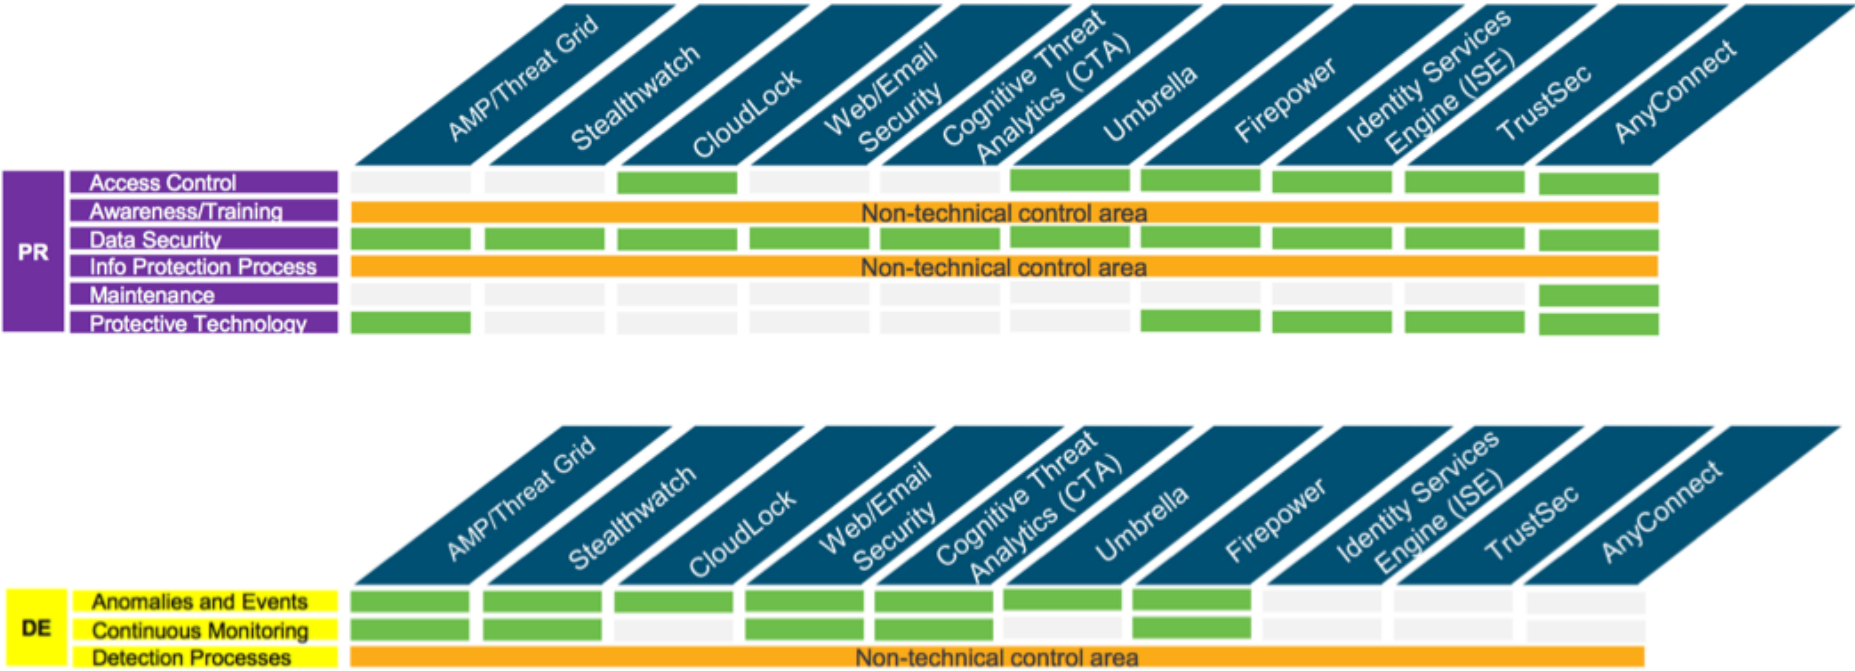 AMP/Threat Grid
Stealthwatch
CloudLock
Web/Email
Security
Cognitive Threat
Analytics (CTA)
Umbrella
Firepower
Identity Services
Engine (ISE)
TrustSec
AnyConnect
PR
Access Control
Awareness/Training
Non-technical control area
Data Security
Info Protection Process
Non-technical control area
Maintenance
Protective Technology
AMP/Threat Grid
Stealthwatch
CloudLock
Web/Email
Security
Cognitive Threat
Analytics (CTA)
Umbrella
Firepower
Identity Services
Engine (ISE)
TrustSec
AnyConnect
DE
Anomalies and Events
Continuous Monitoring
Detection Processes
Non-technical control area